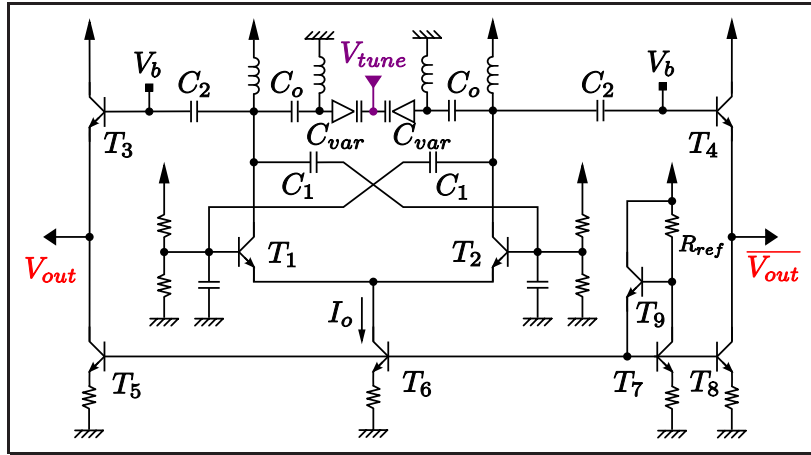 V_b
C_2
C_o
V_tune
C_o
C_2
V_b
T_3
C_var
C_var
T_4
C_1
C_1
V_out
T_1
T_2
R_ref
V_out
I_o
T_9
T_5
T_6
T_7
T_8